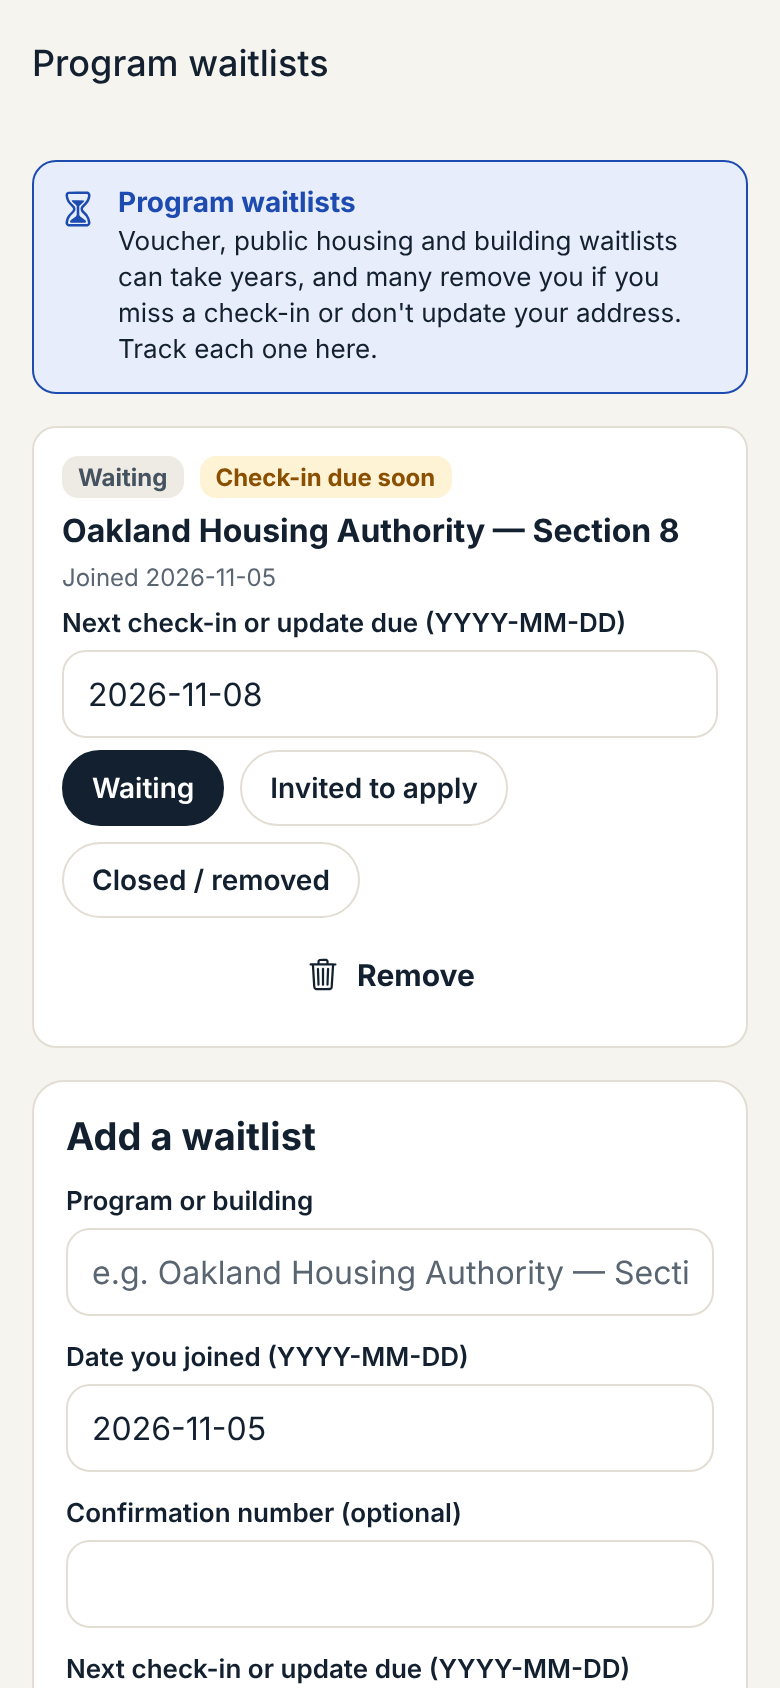 Program waitlists
Program waitlists
Voucher, public housing and building waitlists
can take years, and many remove you if you
miss a check-in or don't update your address.
Track each one here.
Waiting Check-in due soon
Oakland Housing Authority — Section 8
Joined 2026-11-05
Next check-in or update due (YYYY-MM-DD)
2026-11-08
Waiting Invited to apply
Closed / removed
Remove
Add a waitlist
Program or building
e.g. Oakland Housing Authority — Secti
Date you joined (YYYY-MM-DD)
2026-11-05
Confirmation number (optional)
Next check-in or update due (YYYY-MM-DD)